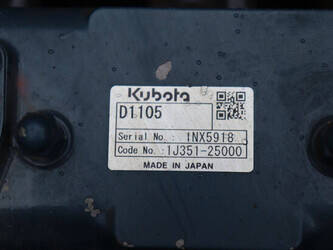 Kubota
D1105
Serial No. : 1NX5918
Code No. : 1J351-25000
MADE IN JAPAN